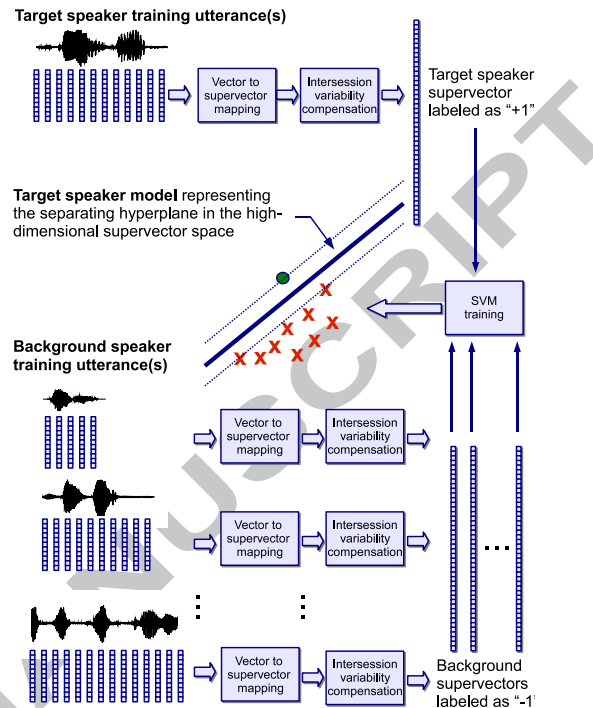 Target speaker training utterance(s)
Vector to
supervector
mapping
Intersession
variability
compensation
Target speaker
supervector
labeled as “+1”
Target speaker model representing
the separating hyperplane in the high-
dimensional supervector space
SVM
training
X
X
X
X
X
X
X
X
X
X
Background speaker
training utterance(s)
Vector to
supervector
mapping
Intersession
variability
compensation
Vector to
supervector
mapping
Intersession
variability
compensation
Vector to
supervector
mapping
Intersession
variability
compensation
Background
supervectors
labeled as “-1'
NUSCRIPT